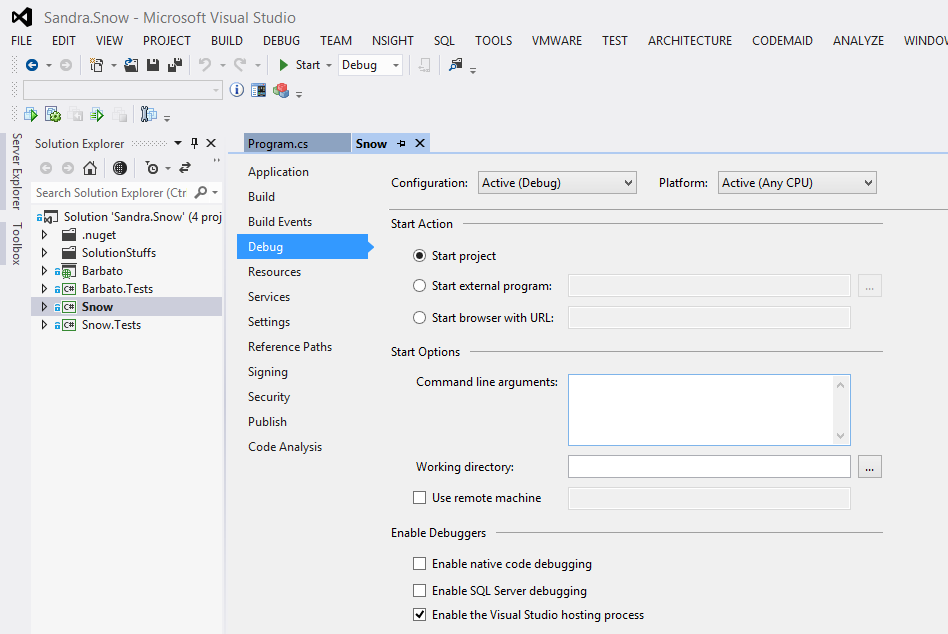 Sandra.Snow - Microsoft Visual Studio
FILE EDIT VIEW PROJECT BUILD DEBUG TEAM NSIGHT SQL TOOLS VMWARE TEST ARCHITECTURE CODEMAID ANALYZE WINDOW
Start Debug
Server Explorer
Toolbox
Solution Explorer
Search Solution Explorer (Ctr
Solution 'Sandra.Snow' (4 proj
.nuget
SolutionStuffs
Barbato
C# Barbato.Tests
C# Snow
C# Snow.Tests
Program.cs Snow
Application
Build
Build Events
Debug
Resources
Services
Settings
Reference Paths
Signing
Security
Publish
Code Analysis
Configuration: Active (Debug) Platform: Active (Any CPU)
Start Action
Start project
Start external program: ...
Start browser with URL:
Start Options
Command line arguments:
Working directory: ...
Use remote machine
Enable Debuggers
Enable native code debugging
Enable SQL Server debugging
Enable the Visual Studio hosting process